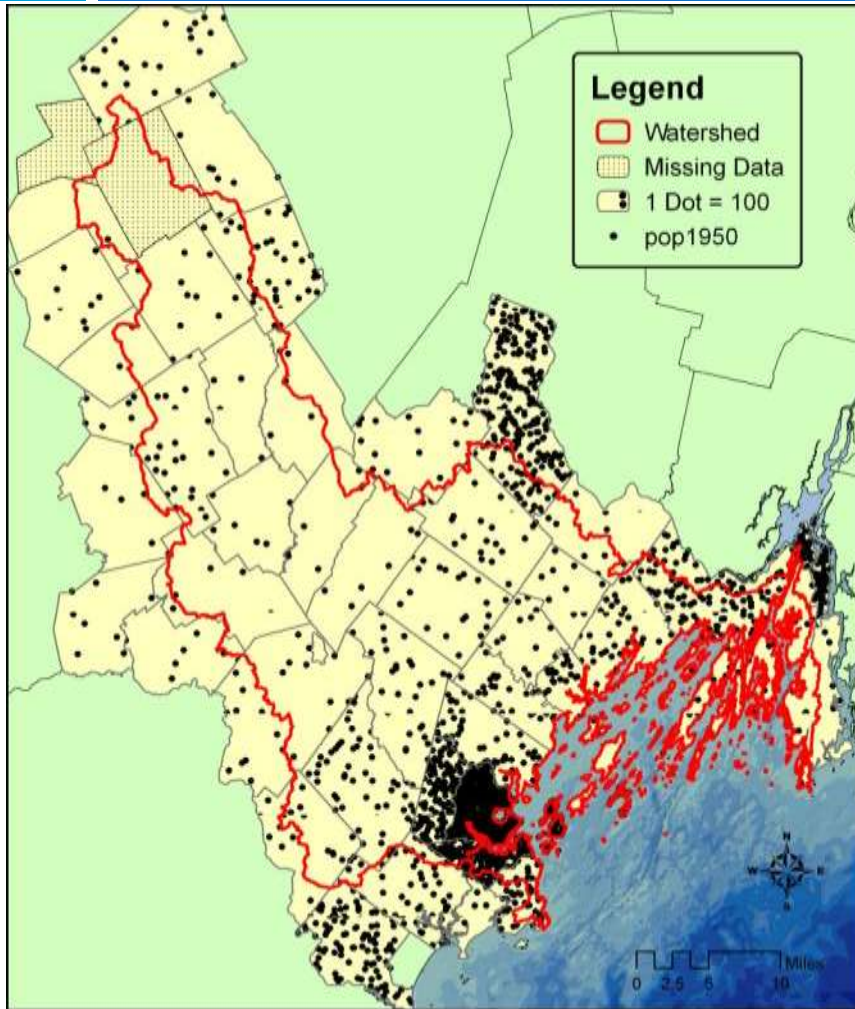 Legend
Watershed
Missing Data
1 Dot = 100
pop1950
N
W E
S
Miles
0 2.5 5 10